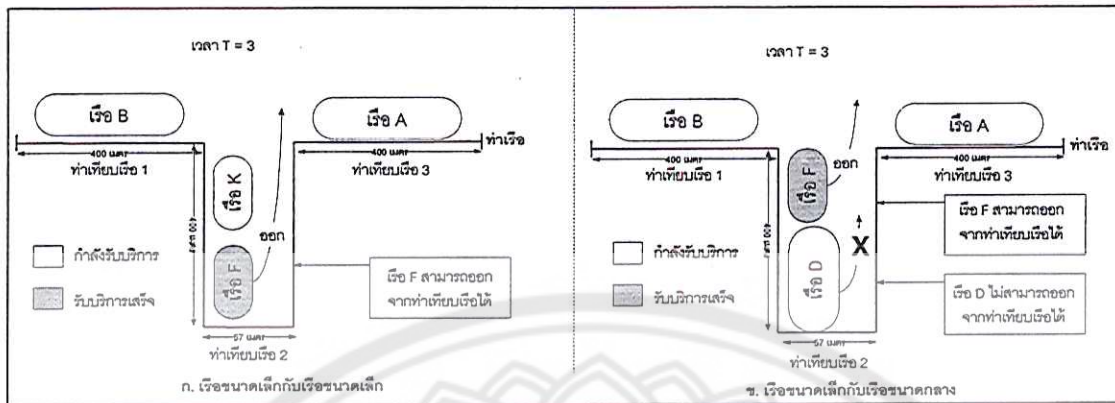 เวลา T = 3
เรือ B
เรือ A
ท่าเรือ
400 เมตร
400 เมตร
ท่าเทียบเรือ 1
ท่าเทียบเรือ 3
เรือ K
400 เมตร
ออก
เรือ F
กำลังรับบริการ
รับบริการเสร็จ
เรือ F สามารถออก
จากท่าเทียบเรือได้
57 เมตร
ท่าเทียบเรือ 2
ก. เรือขนาดเล็กกับเรือขนาดเล็ก
เวลา T = 3
เรือ B
เรือ A
ท่าเรือ
400 เมตร
400 เมตร
ท่าเทียบเรือ 1
ท่าเทียบเรือ 3
เรือ F
ออก
400 เมตร
เรือ D
X
กำลังรับบริการ
รับบริการเสร็จ
เรือ F สามารถออก
จากท่าเทียบเรือได้
เรือ D ไม่สามารถออก
จากท่าเทียบเรือได้
57 เมตร
ท่าเทียบเรือ 2
ข. เรือขนาดเล็กกับเรือขนาดกลาง